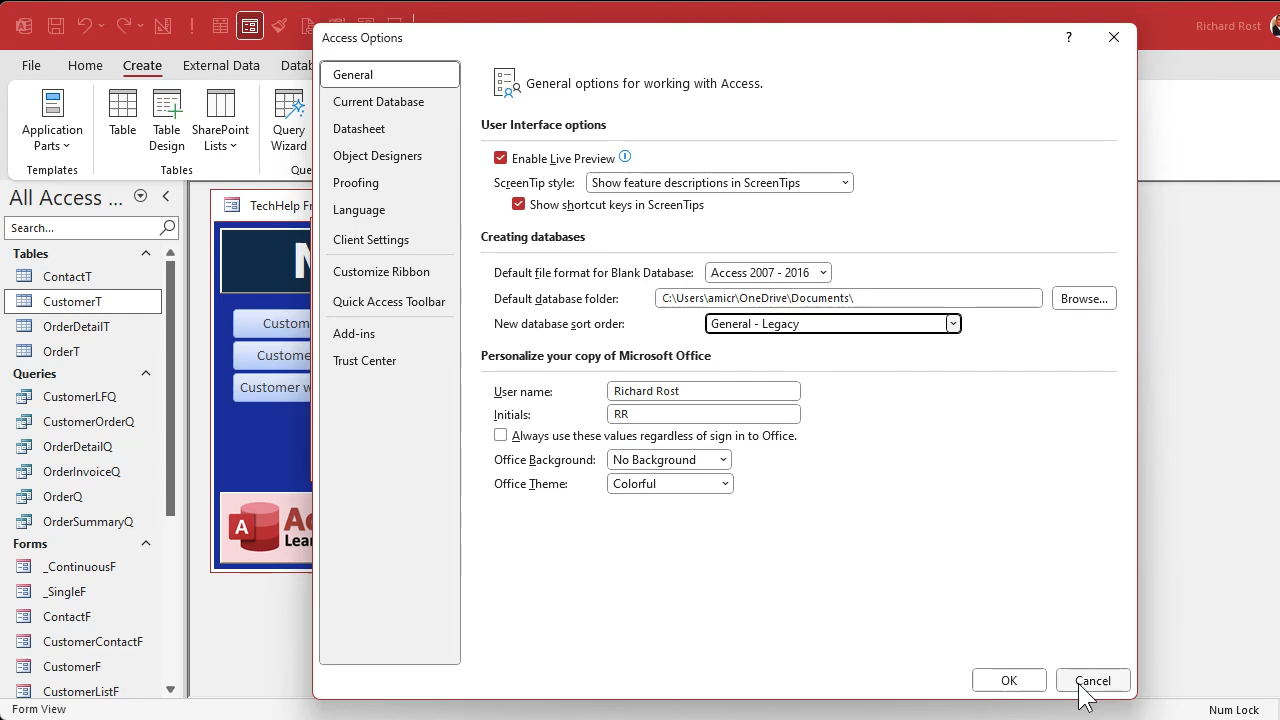 Richard Rost
File Home Create External Data Datab
Application Parts
Table
Table Design
SharePoint Lists
Query Wizard
Templates
Tables
Que
All Access ...
Search...
Tables
ContactT
CustomerT
OrderDetailT
OrderT
Queries
CustomerLFQ
CustomerOrderQ
OrderDetailQ
OrderInvoiceQ
OrderQ
OrderSummaryQ
Forms
_ContinuousF
_SingleF
ContactF
CustomerContactF
CustomerF
CustomerListF
TechHelp Fr
Custom
Custome
Customer w
A
Ac
Lear
Access Options
?
General
Current Database
Datasheet
Object Designers
Proofing
Language
Client Settings
Customize Ribbon
Quick Access Toolbar
Add-ins
Trust Center
General options for working with Access.
User Interface options
Enable Live Preview
ScreenTip style: Show feature descriptions in ScreenTips
Show shortcut keys in ScreenTips
Creating databases
Default file format for Blank Database: Access 2007 - 2016
Default database folder: C:\Users\amicr\OneDrive\Documents\ Browse...
New database sort order: General - Legacy
Personalize your copy of Microsoft Office
User name: Richard Rost
Initials: RR
Always use these values regardless of sign in to Office.
Office Background: No Background
Office Theme: Colorful
OK Cancel
Form View
Num Lock